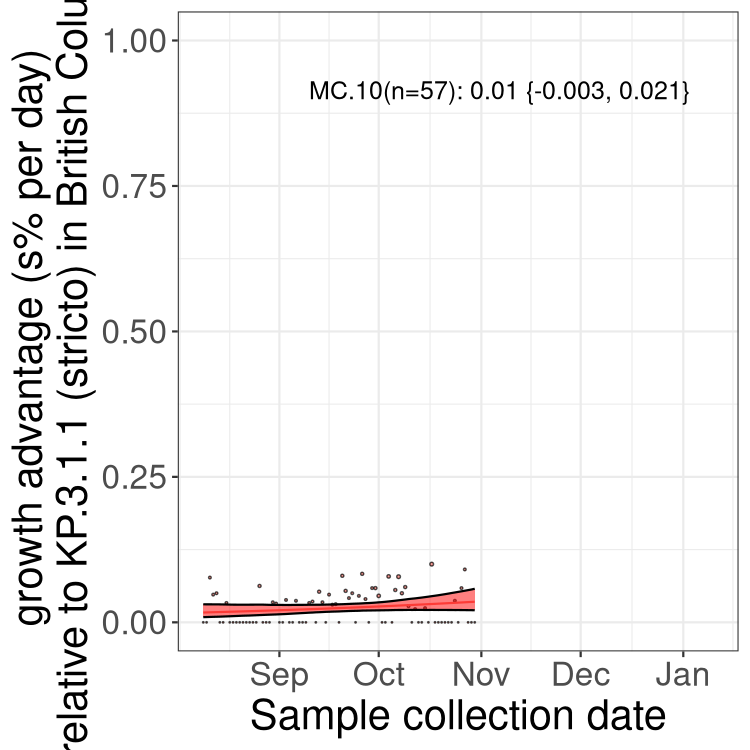 growth advantage (s% per day)
relative to KP.3.1.1 (stricto) in British Colu
1.00
0.75
0.50
0.25
0.00
MC.10(n=57): 0.01 {-0.003, 0.021}
Sep Oct Nov Dec Jan
Sample collection date